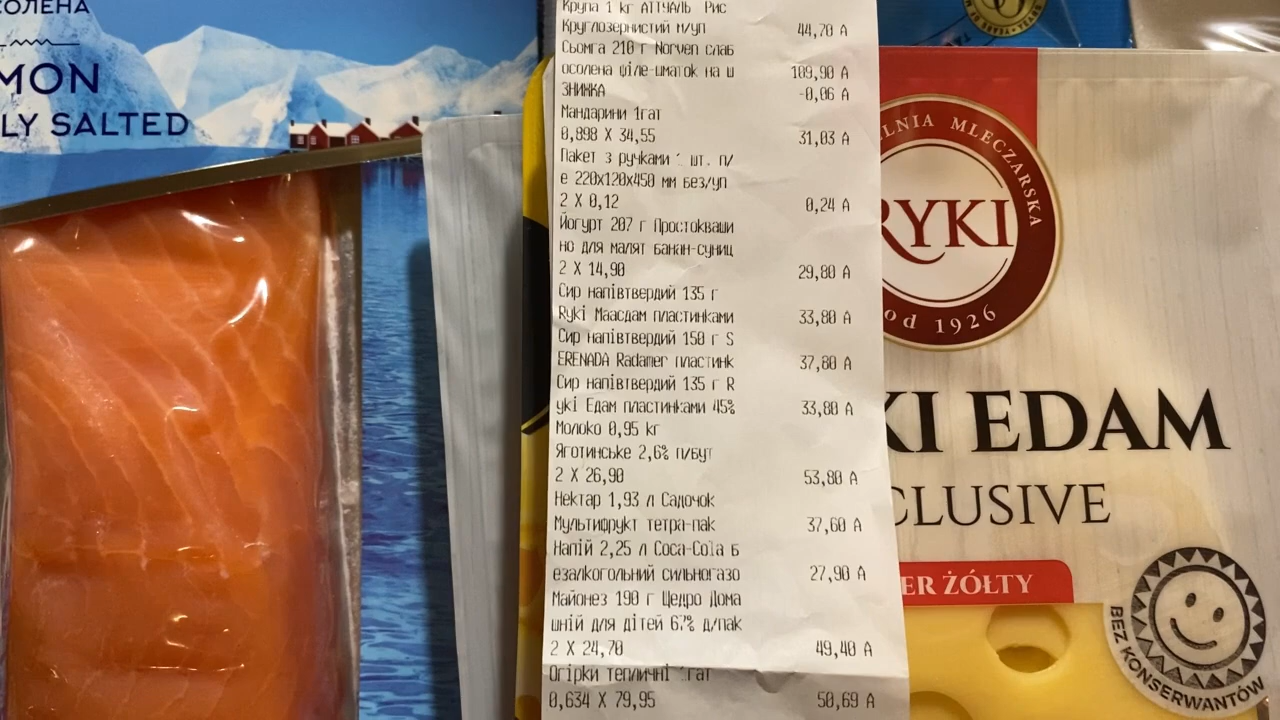 СОЛЕНА
MON
LY SALTED
Крупа 1 кг АТТЧАЛЬ Рис
Круглозернистий м/уп 44,70 А
Сьомга 210 г Norven слаб
осолена філе-шматок на ш 109,90 А
ЗНИЖКА -0,06 А
Мандарини 1гат
0,898 X 34,55 31,03 А
Пакет з ручками шт. п/
е 220х120х450 мм без/уп
2 X 0,12 0,24 А
Йогурт 207 г Простокваши
но для малят банан-суниц
2 X 14,90 29,80 А
Сир напівтвердий 135 г
Ryki Маасдам пластинками 33,80 А
Сир напівтвердий 150 г S
ERENADA Radamer пластинк 37,80 А
Сир напівтвердий 135 г R
yki Едам пластинками 45% 33,80 А
Молоко 0,95 кг
Яготинське 2,6% п/бут
2 X 26,90 53,80 А
Нектар 1,93 л Садочок
Мультифрукт тетра-пак 37,60 А
Напій 2,25 л Coca-Cola б
езалкогольний сильногазо 27,90 А
Майонез 190 г Щедро Дома
шній для дітей 67% д/пак
2 X 24,70 49,40 А
Огірки тепличні гат
0,634 X 79,95 50,69 А
LNIA MLECZARSKA
RYKI
od 1926
KI EDAM
CLUSIVE
ER ŻÓŁTY
BEZ KONSERWANTÓW